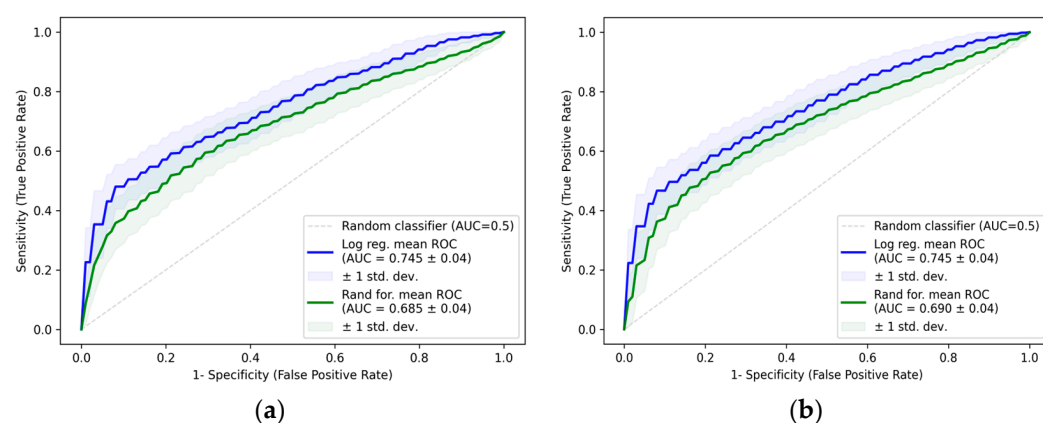 1.0
0.8
0.6
0.4
0.2
0.0
Sensitivity (True Positive Rate)
Random classifier (AUC=0.5)
Log reg. mean ROC
(AUC = 0.745 ± 0.04)
± 1 std. dev.
Rand for. mean ROC
(AUC = 0.685 ± 0.04)
± 1 std. dev.
0.0 0.2 0.4 0.6 0.8 1.0
1- Specificity (False Positive Rate)
(a)
1.0
0.8
0.6
0.4
0.2
0.0
Sensitivity (True Positive Rate)
Random classifier (AUC=0.5)
Log reg. mean ROC
(AUC = 0.745 ± 0.04)
± 1 std. dev.
Rand for. mean ROC
(AUC = 0.690 ± 0.04)
± 1 std. dev.
0.0 0.2 0.4 0.6 0.8 1.0
1- Specificity (False Positive Rate)
(b)